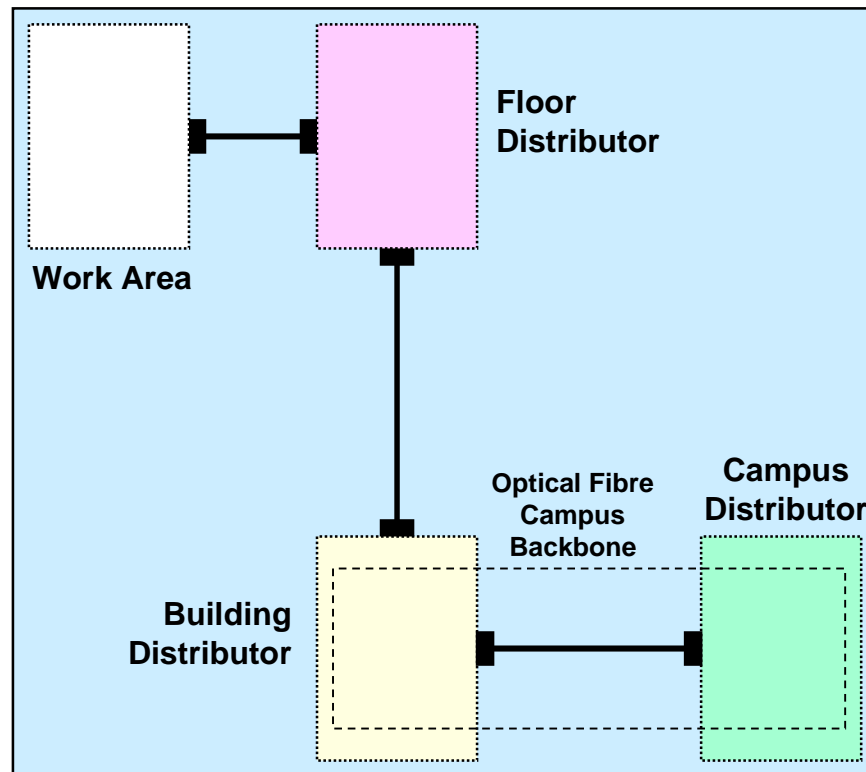 Floor
Distributor
Work Area
Optical Fibre
Campus
Backbone
Campus
Distributor
Building
Distributor